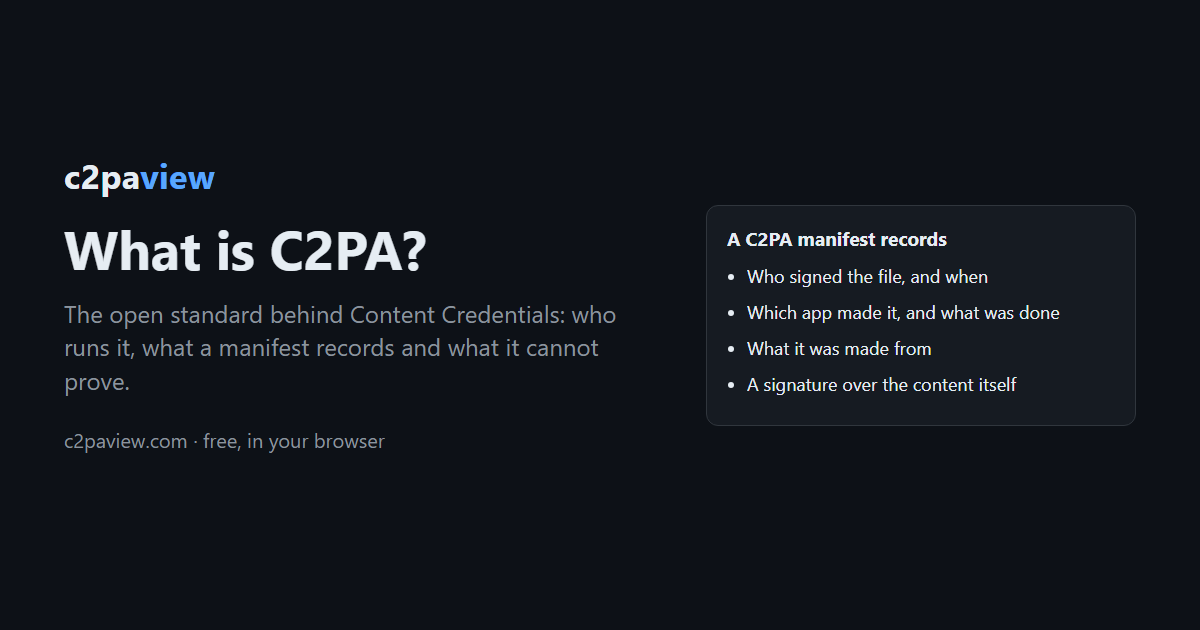 c2paview
What is C2PA?
The open standard behind Content Credentials: who
runs it, what a manifest records and what it cannot
prove.
c2paview.com · free, in your browser
A C2PA manifest records
• Who signed the file, and when
• Which app made it, and what was done
• What it was made from
• A signature over the content itself